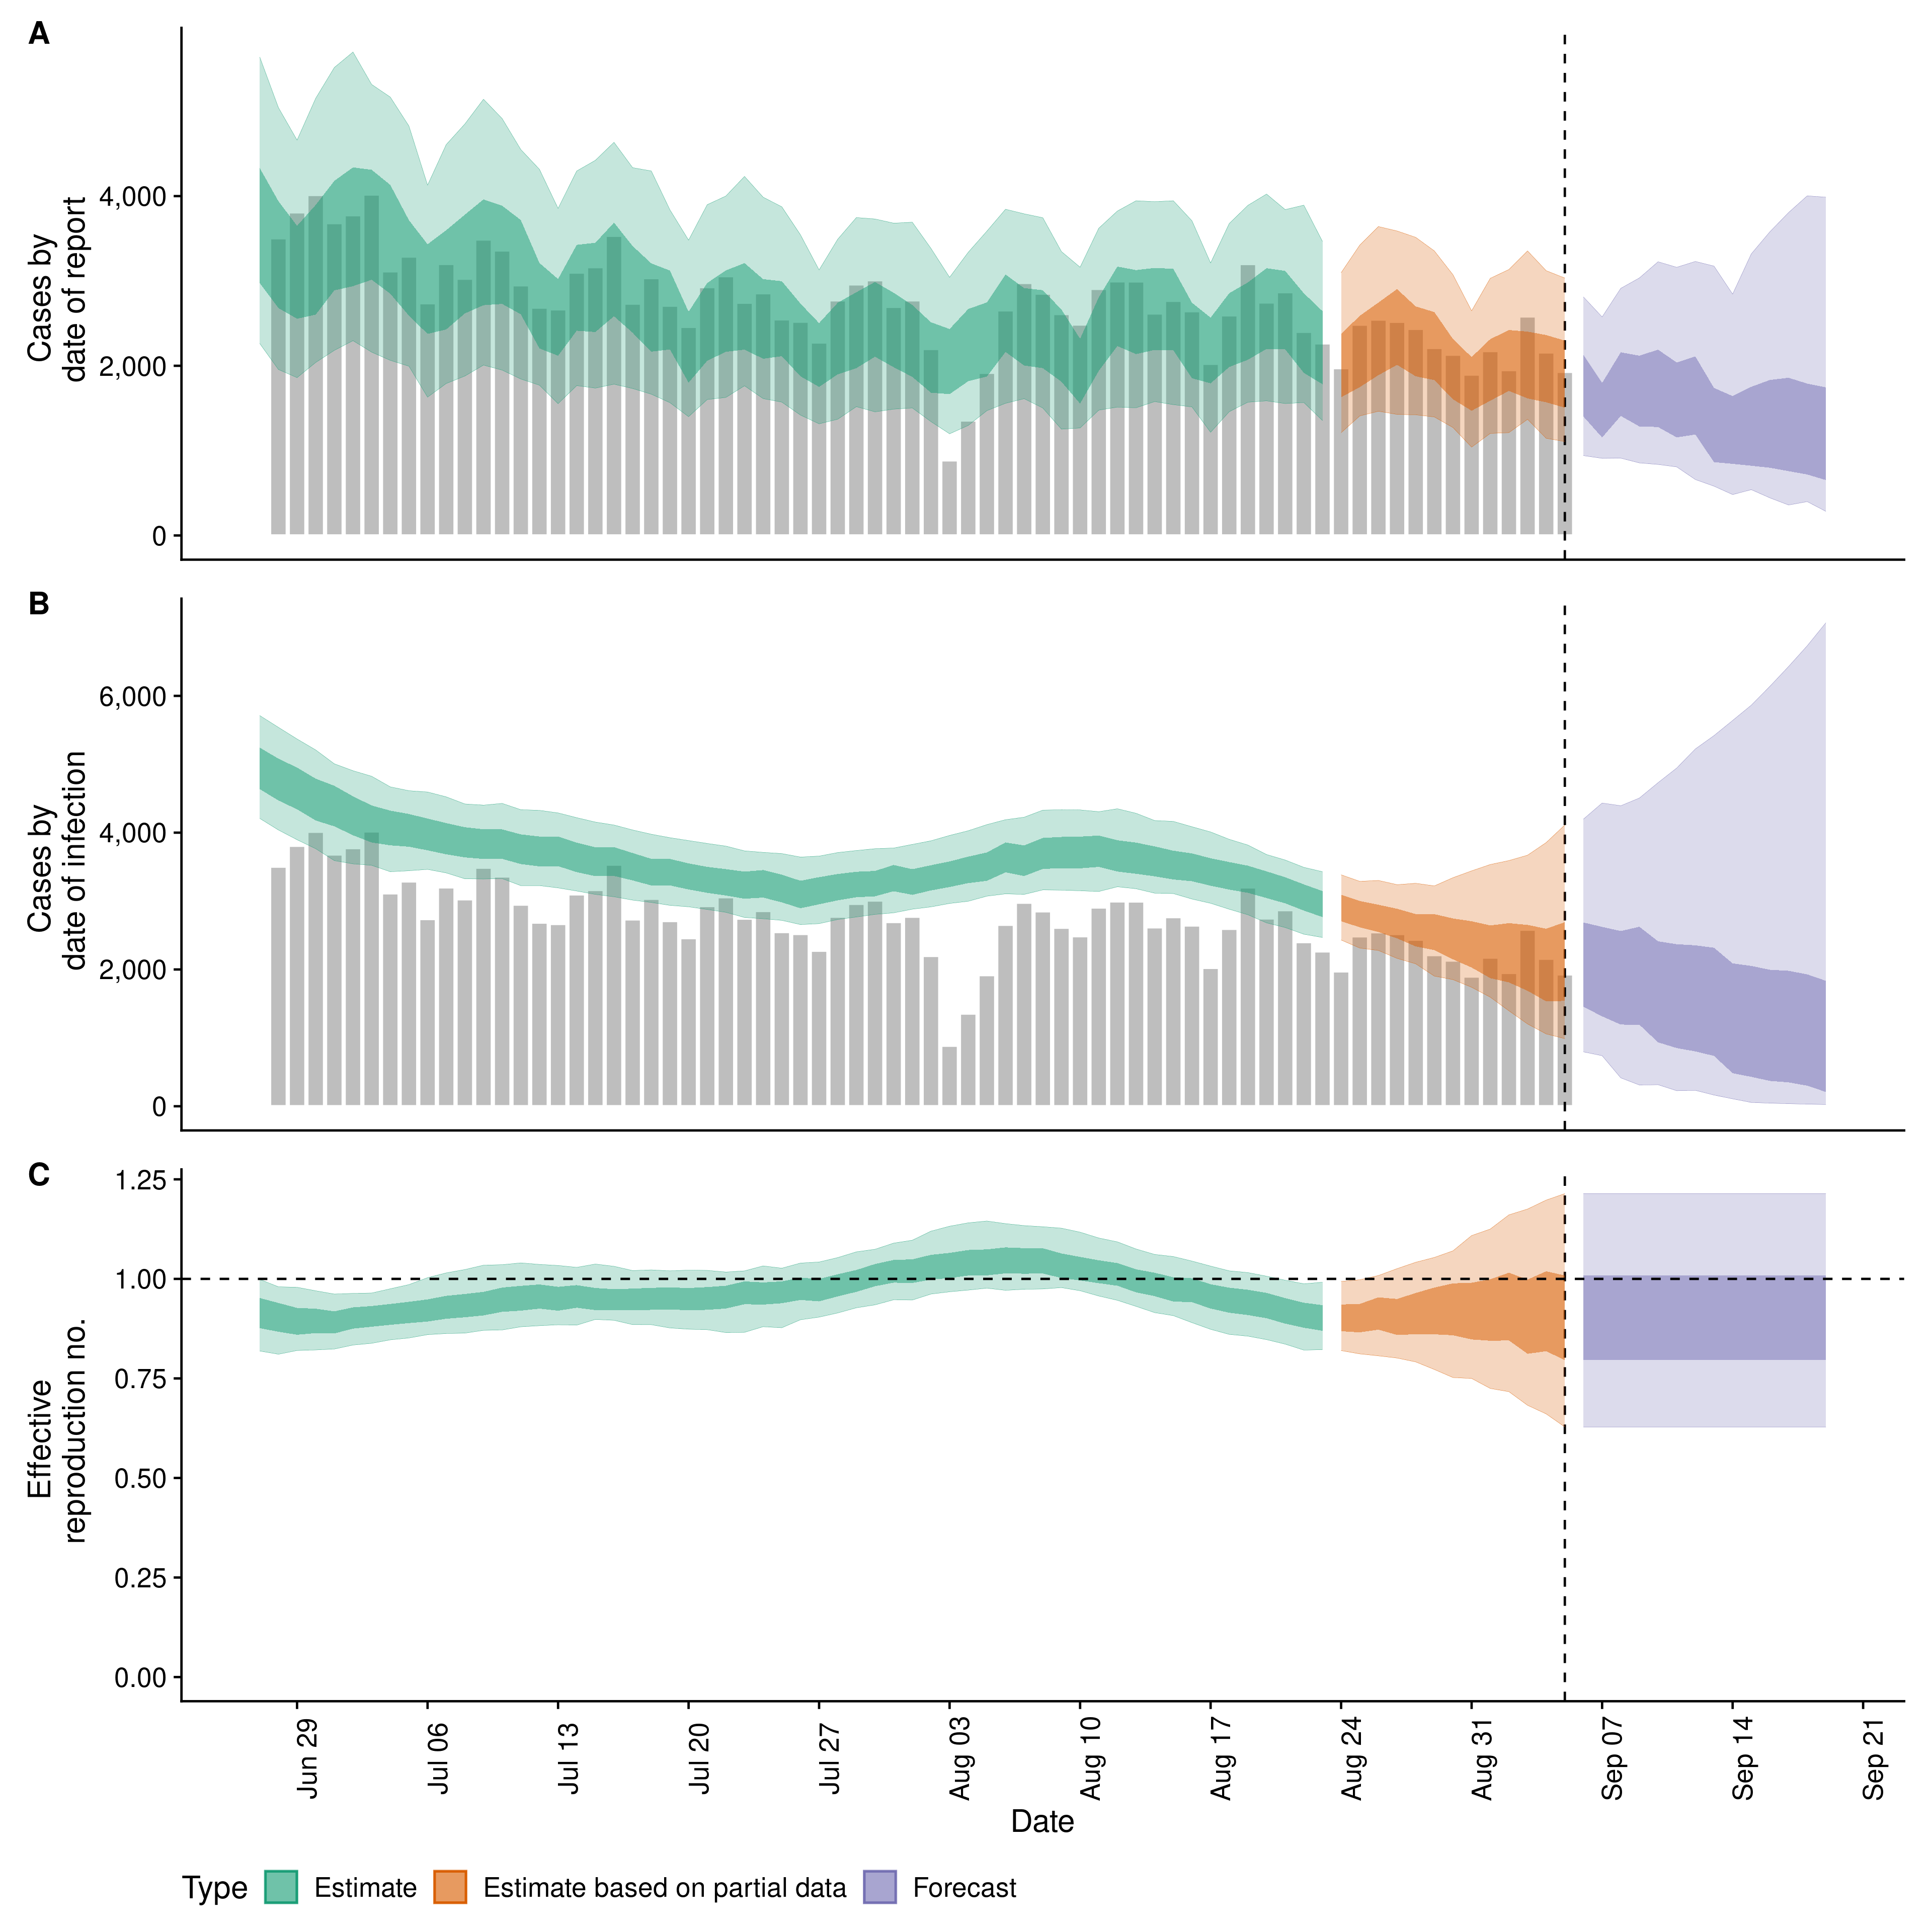 A
Cases by
date of report
4,000
2,000
0
B
Cases by
date of infection
6,000
4,000
2,000
0
C
Effective
reproduction no.
1.25
1.00
0.75
0.50
0.25
0.00
Jun 29
Jul 06
Jul 13
Jul 20
Jul 27
Aug 03
Aug 10
Aug 17
Aug 24
Aug 31
Sep 07
Sep 14
Sep 21
Date
Type Estimate Estimate based on partial data Forecast